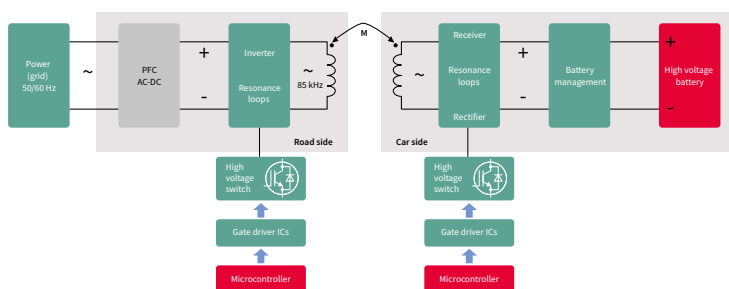 Power
(grid)
50/60 Hz
~
PFC
AC-DC
+
-
Inverter
Resonance
loops
~
85 kHz
M
Road side
~
Receiver
Resonance
loops
Rectifier
+
-
Battery
management
+
High voltage
battery
-
Car side
High
voltage
switch
Gate driver ICs
Microcontroller
High
voltage
switch
Gate driver ICs
Microcontroller